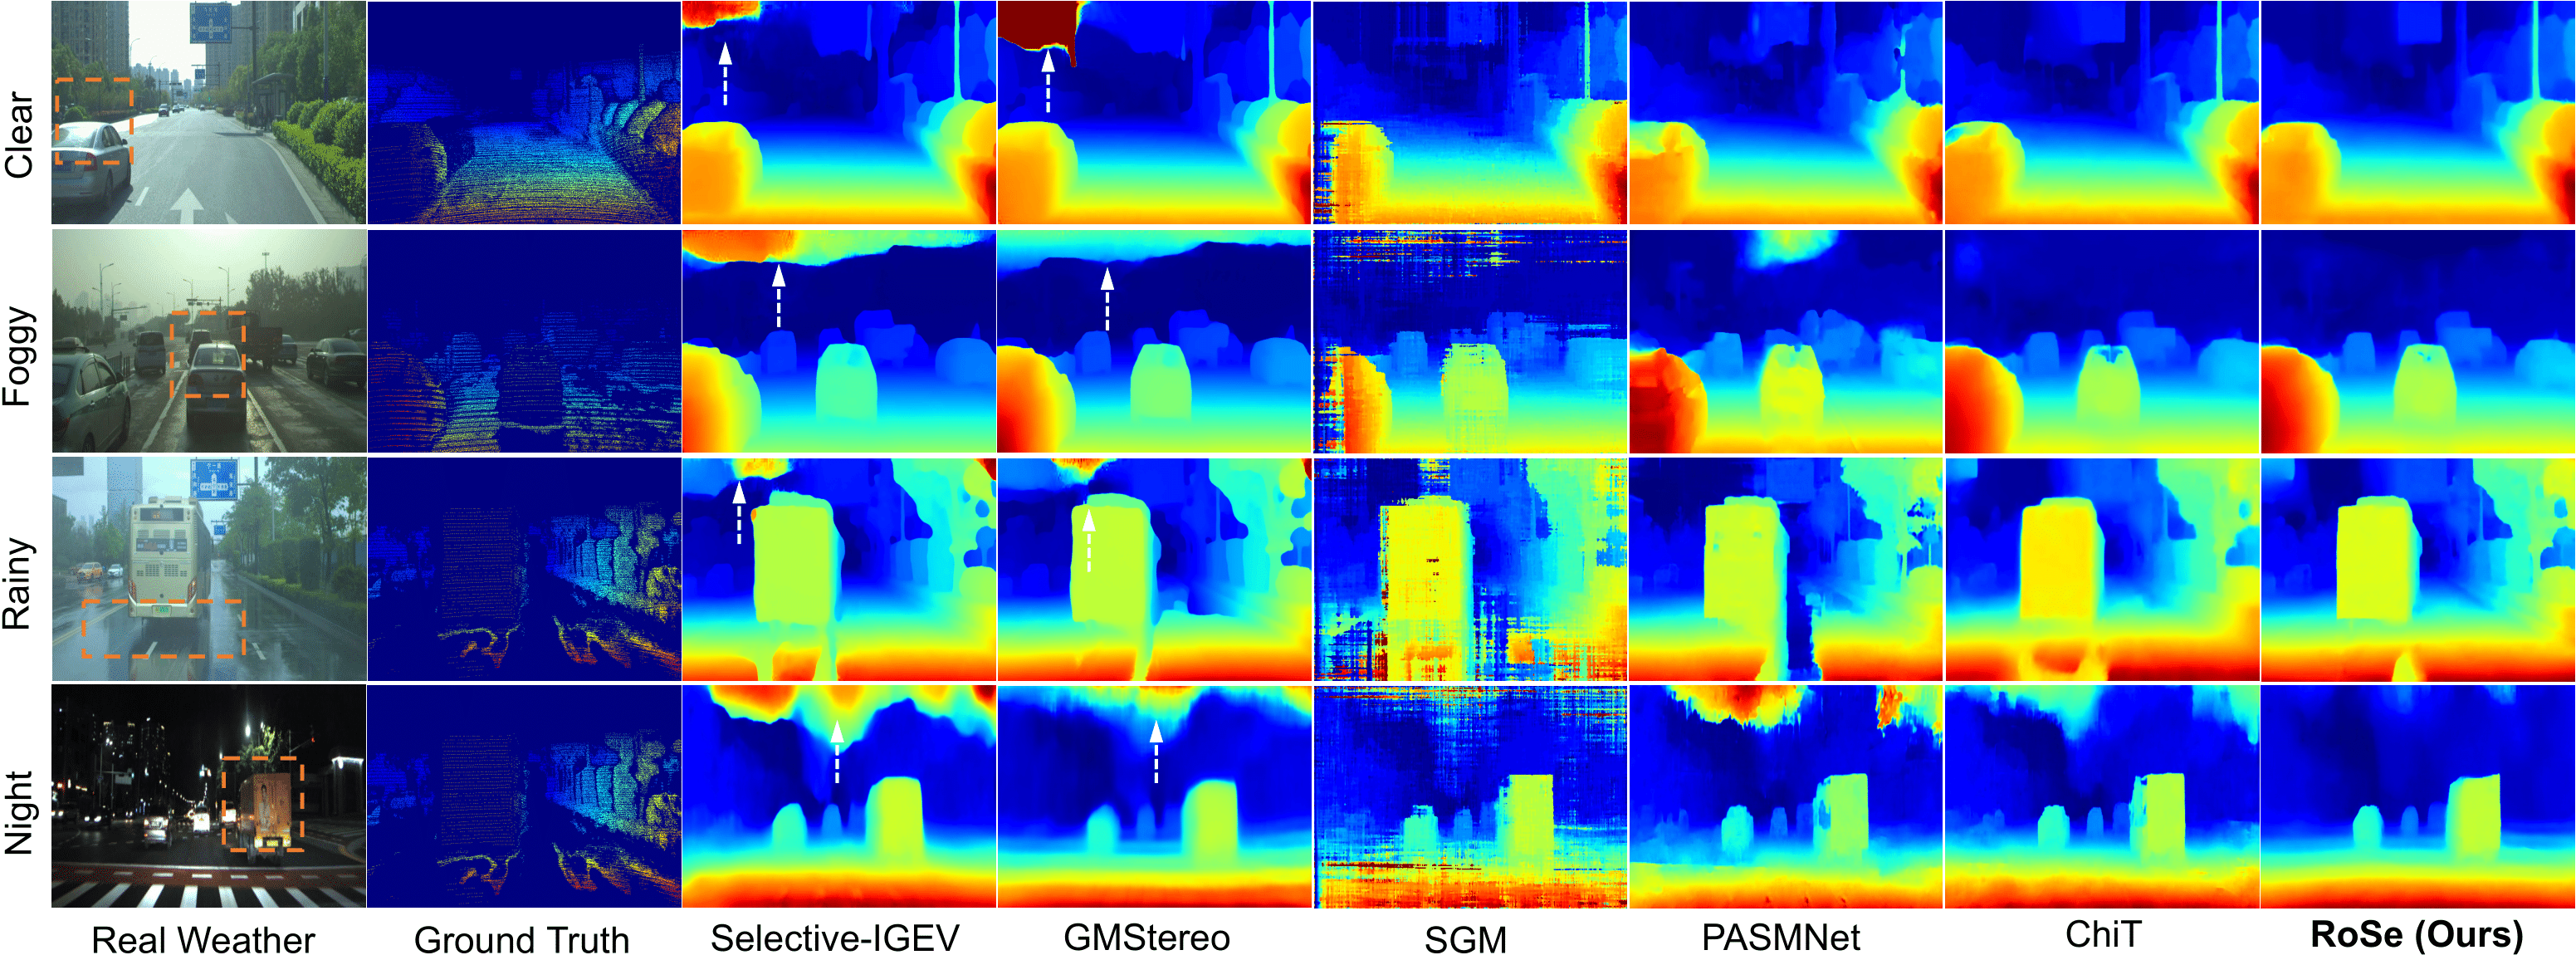 Clear
Foggy
Rainy
Night
Real Weather
Ground Truth
Selective-IGEV
GMStereo
SGM
PASMNet
ChiT
RoSe (Ours)